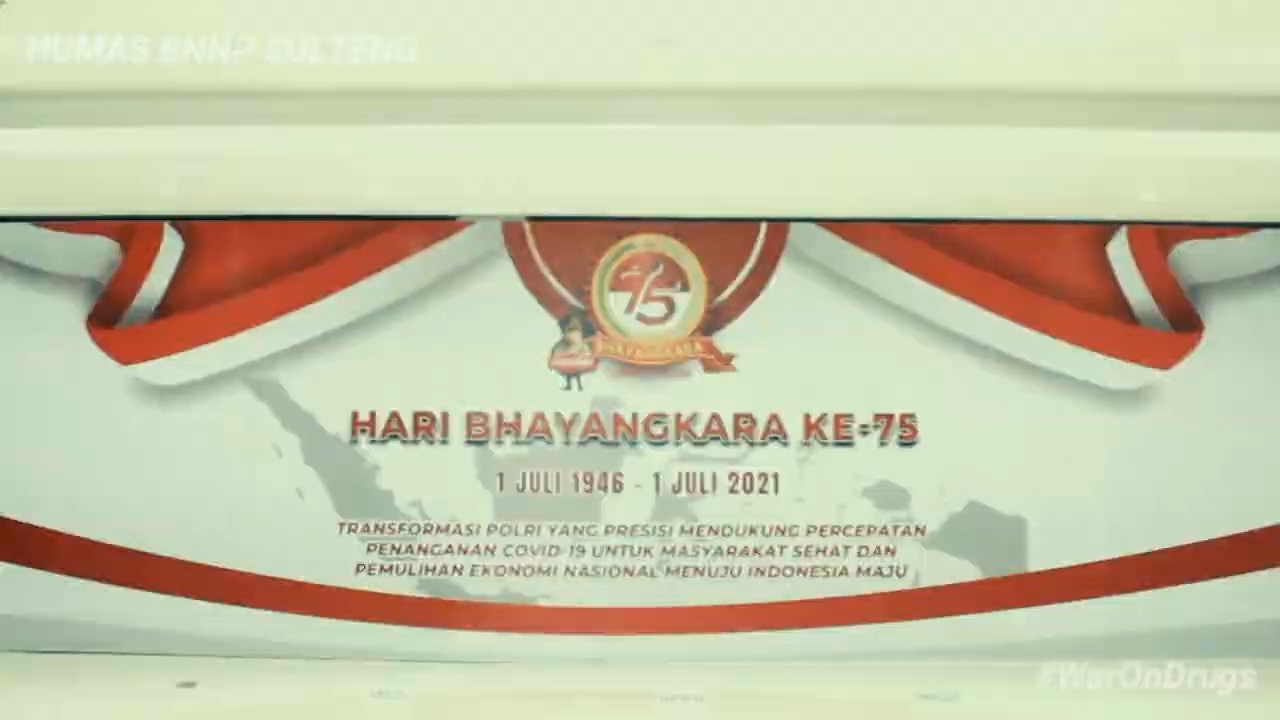 HUMAS BNNP SULTENG
75
BHAYANGKARA
HARI BHAYANGKARA KE-75
1 JULI 1946 - 1 JULI 2021
TRANSFORMASI POLRI YANG PRESISI MENDUKUNG PERCEPATAN
PENANGANAN COVID-19 UNTUK MASYARAKAT SEHAT DAN
PEMULIHAN EKONOMI NASIONAL MENUJU INDONESIA MAJU
#WarOnDrugs